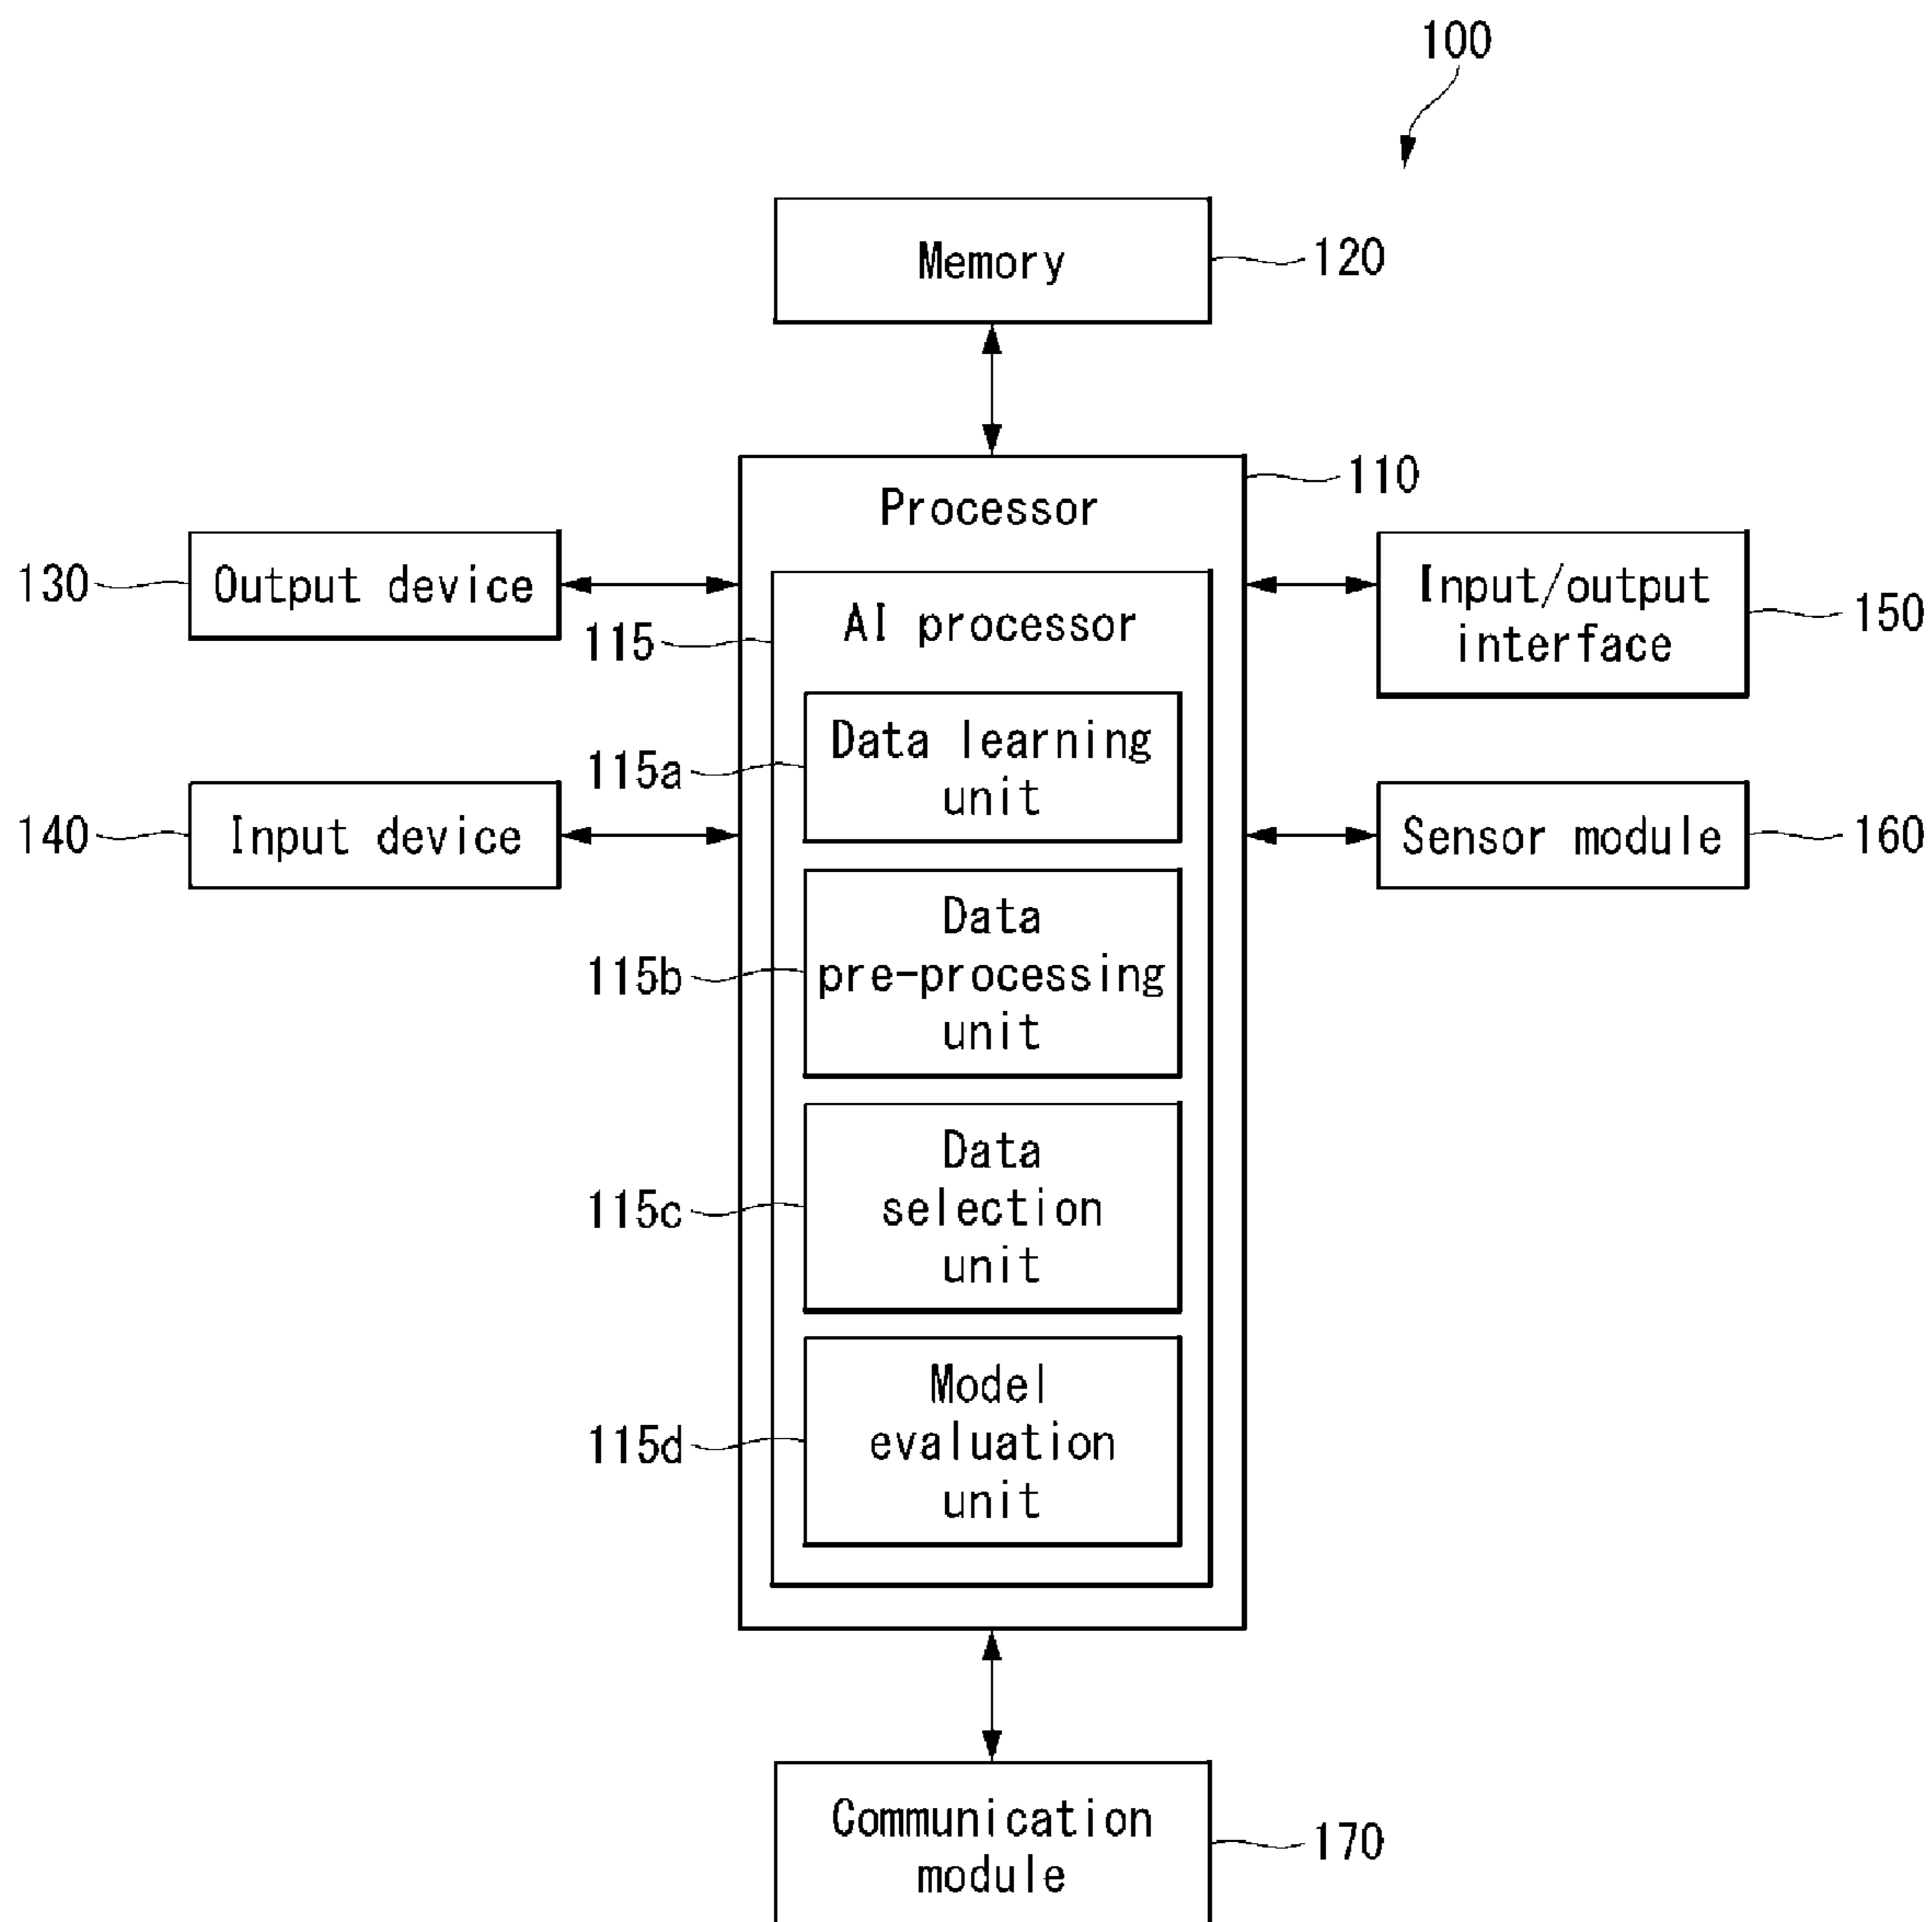 100
Memory
120
110
Processor
130
Output device
Input/output
interface
150
115
AI processor
115a
Data learning
unit
140
Input device
Sensor module
160
115b
Data
pre-processing
unit
115c
Data
selection
unit
115d
Model
evaluation
unit
Communication
module
170